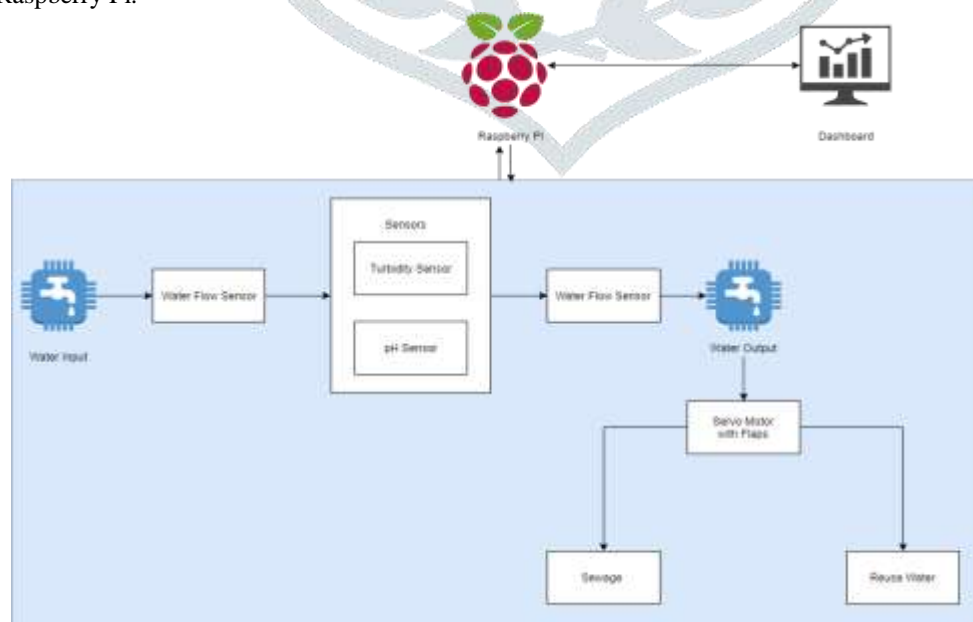 Raspberry Pi.
Raspberry PI
Dashboard
Sensors
Turbidity Sensor
Water Flow Sensor
Water Flow Sensor
pH Sensor
Water Input
Water Output
Servo Motor
with Flaps
Sewage
Reuse Water